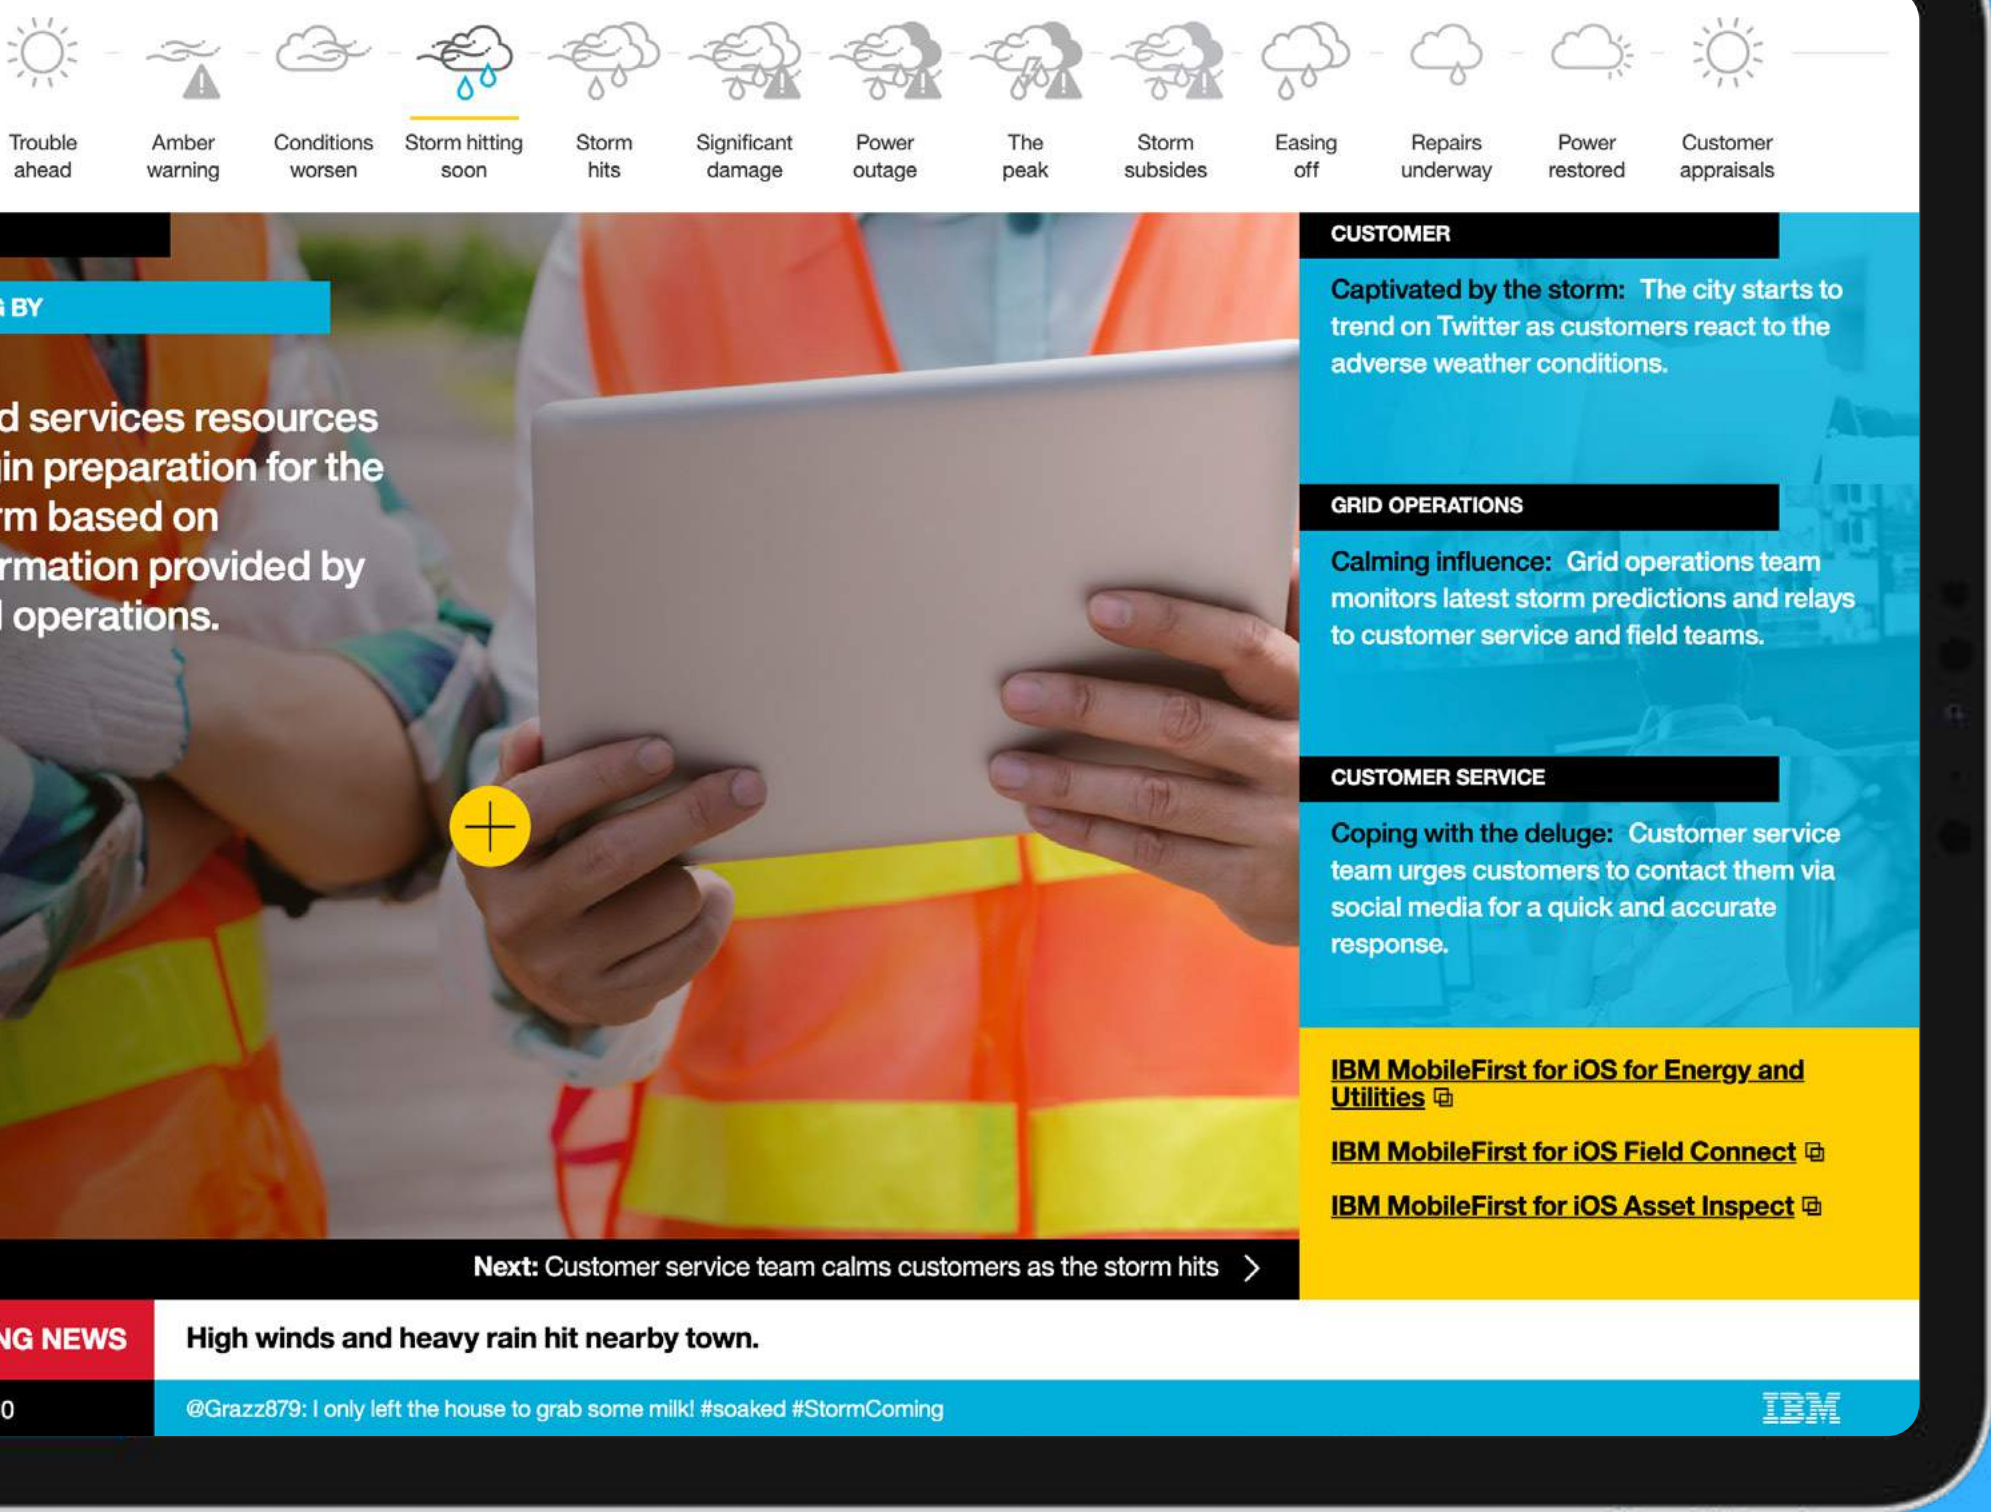 Trouble
ahead
Amber
warning
Conditions
worsen
Storm hitting
soon
Storm
hits
Significant
damage
Power
outage
The
peak
Storm
subsides
Easing
off
Repairs
underway
Power
restored
Customer
appraisals
BY
services resources
preparation for the
based on
provided by
operations.
Next: Customer service team calms customers as the storm hits
CUSTOMER
Captivated by the storm: The city starts to
trend on Twitter as customers react to the
adverse weather conditions.
GRID OPERATIONS
Calming influence: Grid operations team
monitors latest storm predictions and relays
to customer service and field teams.
CUSTOMER SERVICE
Coping with the deluge: Customer service
team urges customers to contact them via
social media for a quick and accurate
response.
IBM MobileFirst for iOS for Energy and
Utilities
IBM MobileFirst for iOS Field Connect
IBM MobileFirst for iOS Asset Inspect
NEWS
High winds and heavy rain hit nearby town.
@Grazz879: I only left the house to grab some milk! #soaked #StormComing
IBM